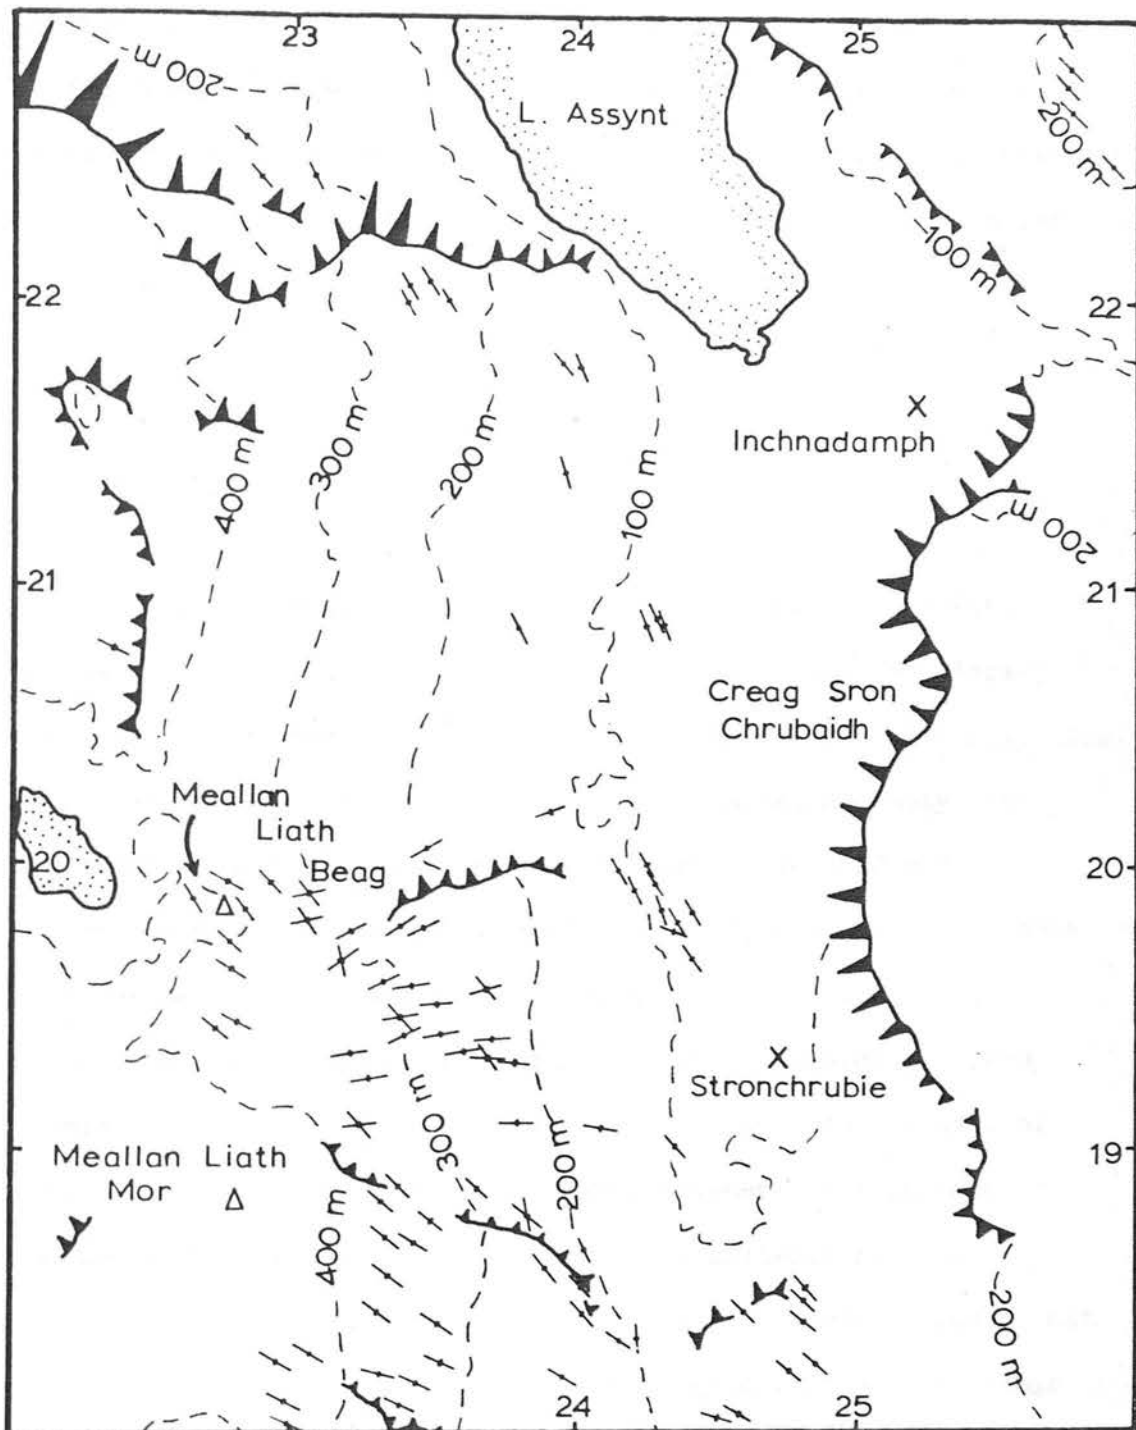 23
24
25
200 m
L. Assynt
200 m
100 m
22
22
Inchnadamph
400 m
300 m
200 m
100 m
200 m
21
21
Creag Sron
Chrubaidh
Meallan
Liath
Beag
20
20
Stronchrubie
300 m
200 m
19
Meallan Liath
Mor
400 m
200 m
24
25